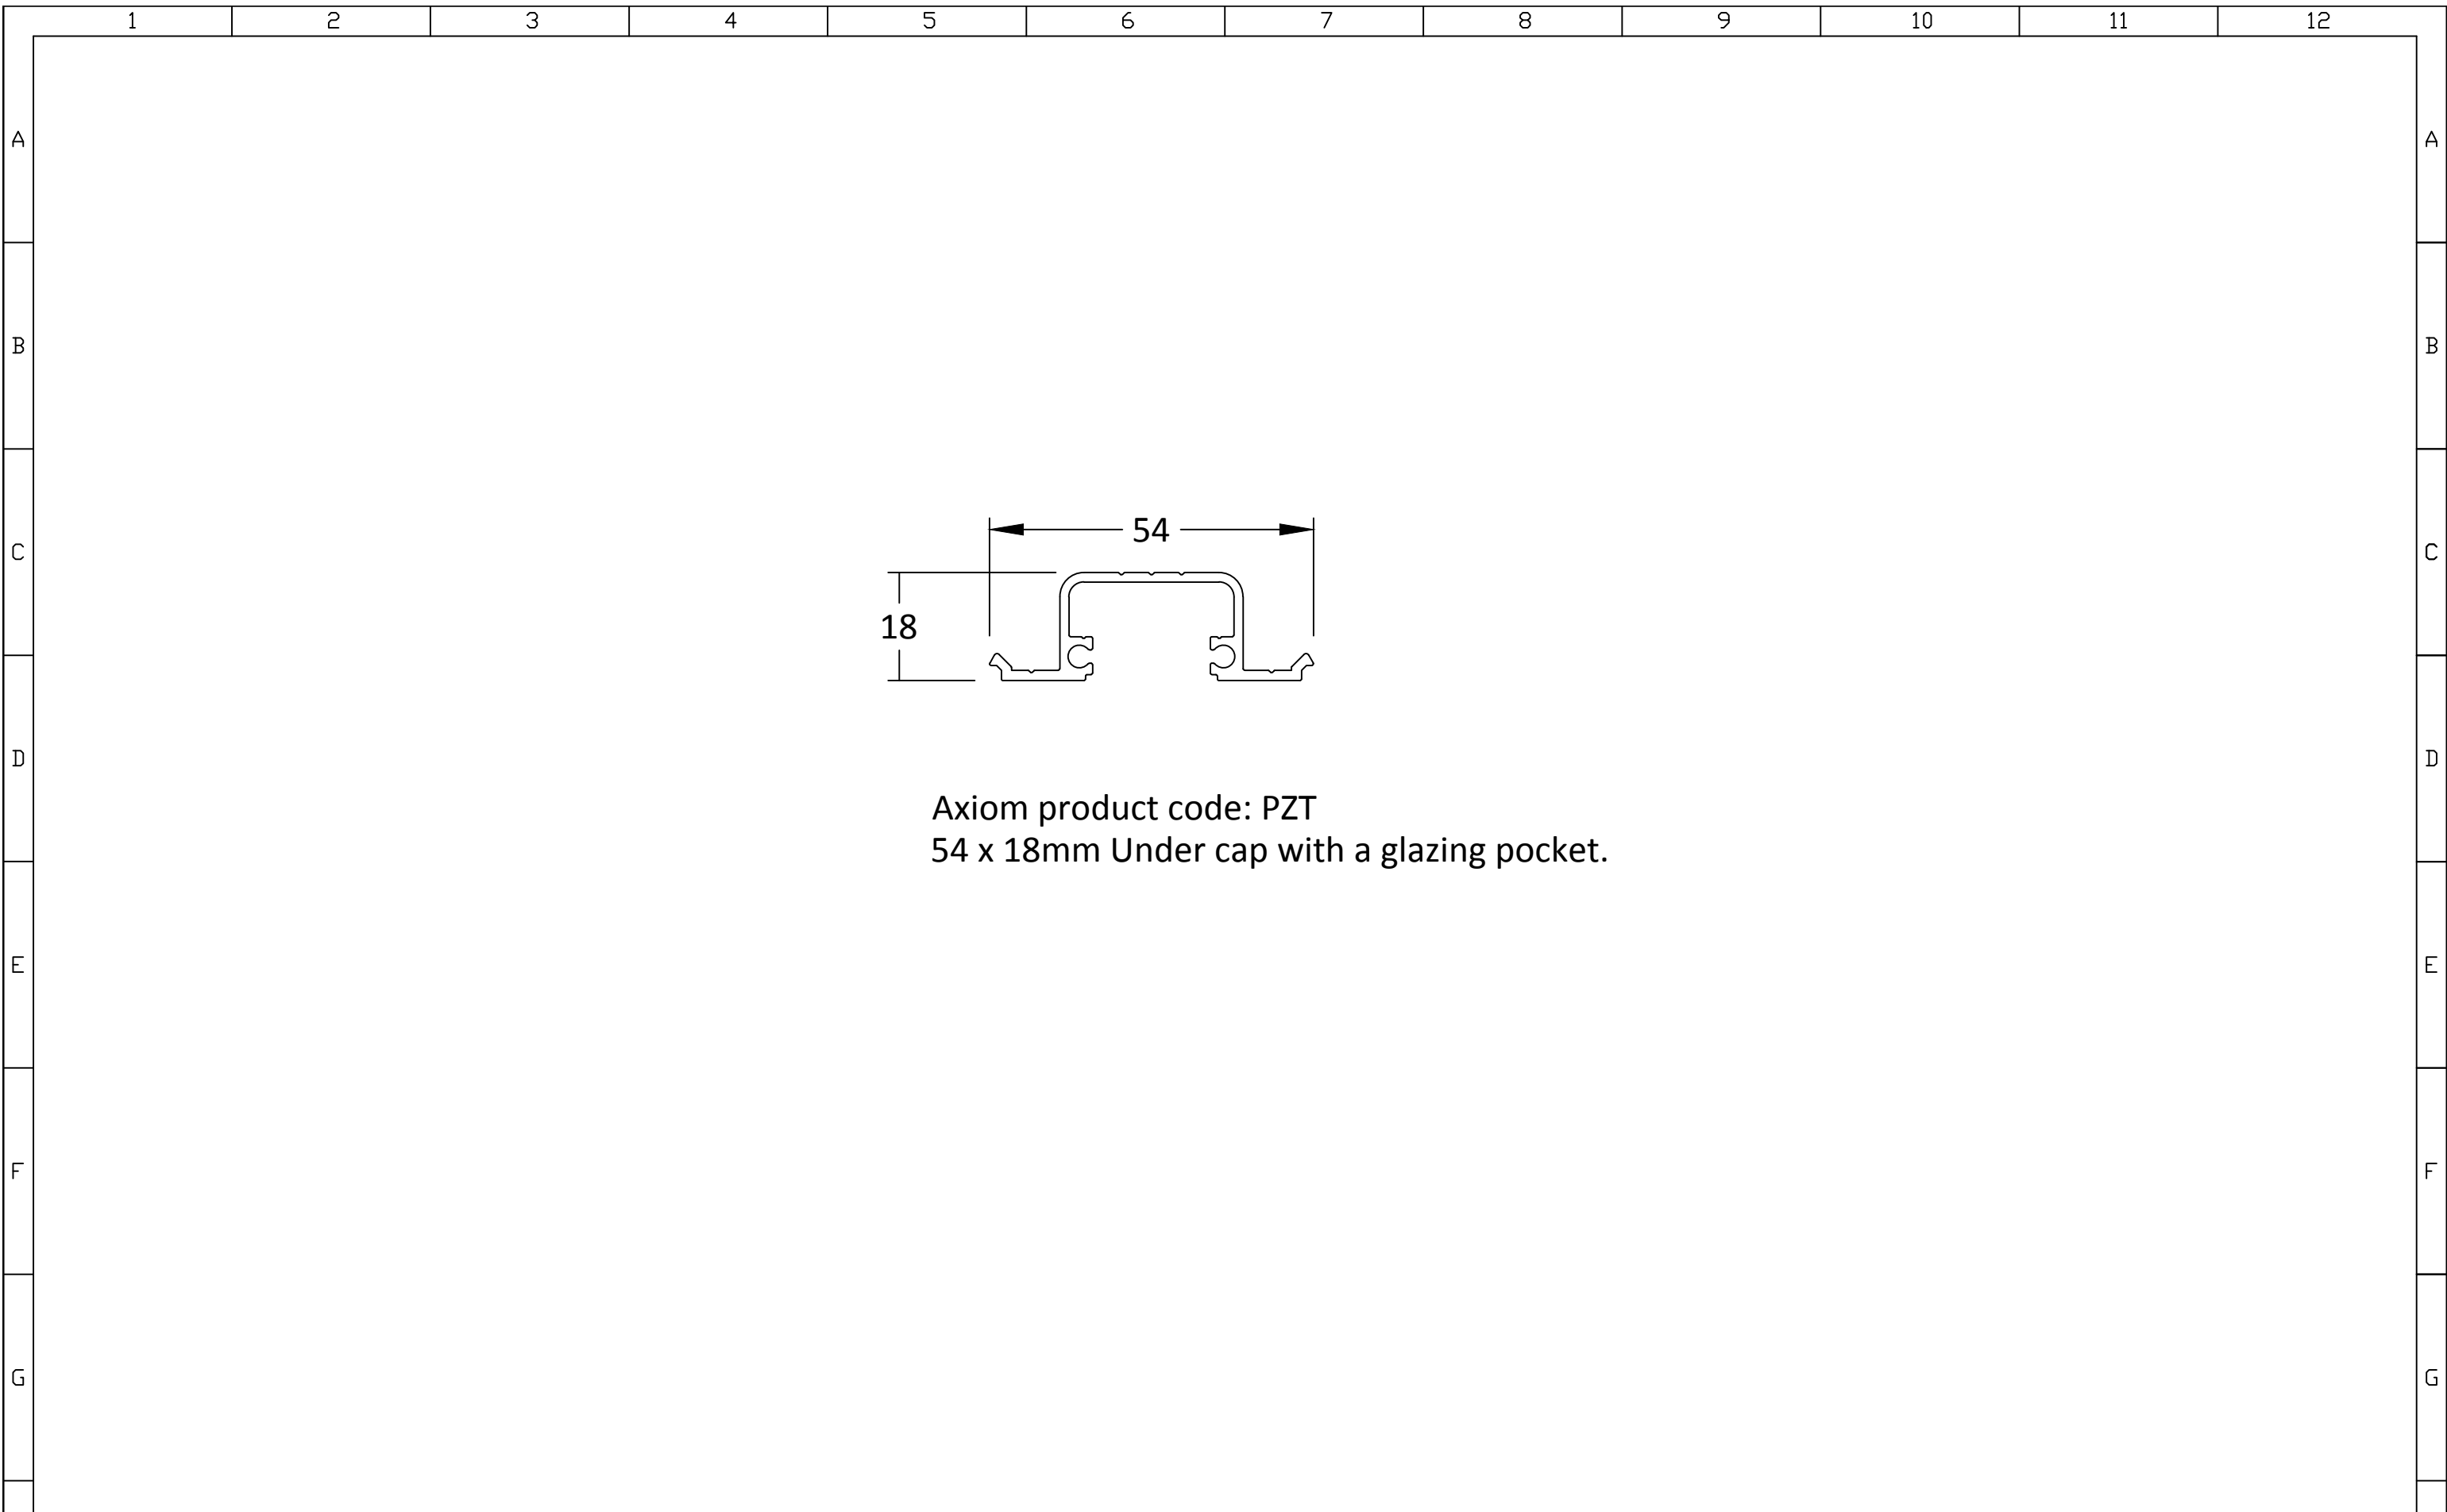 1 2 3 4 5 6 7 8 9 10 11 12
A A
B B
54
C C
18
D D
Axiom product code: PZT
54 x 18mm Under cap with a glazing pocket.
E E
F F
G G